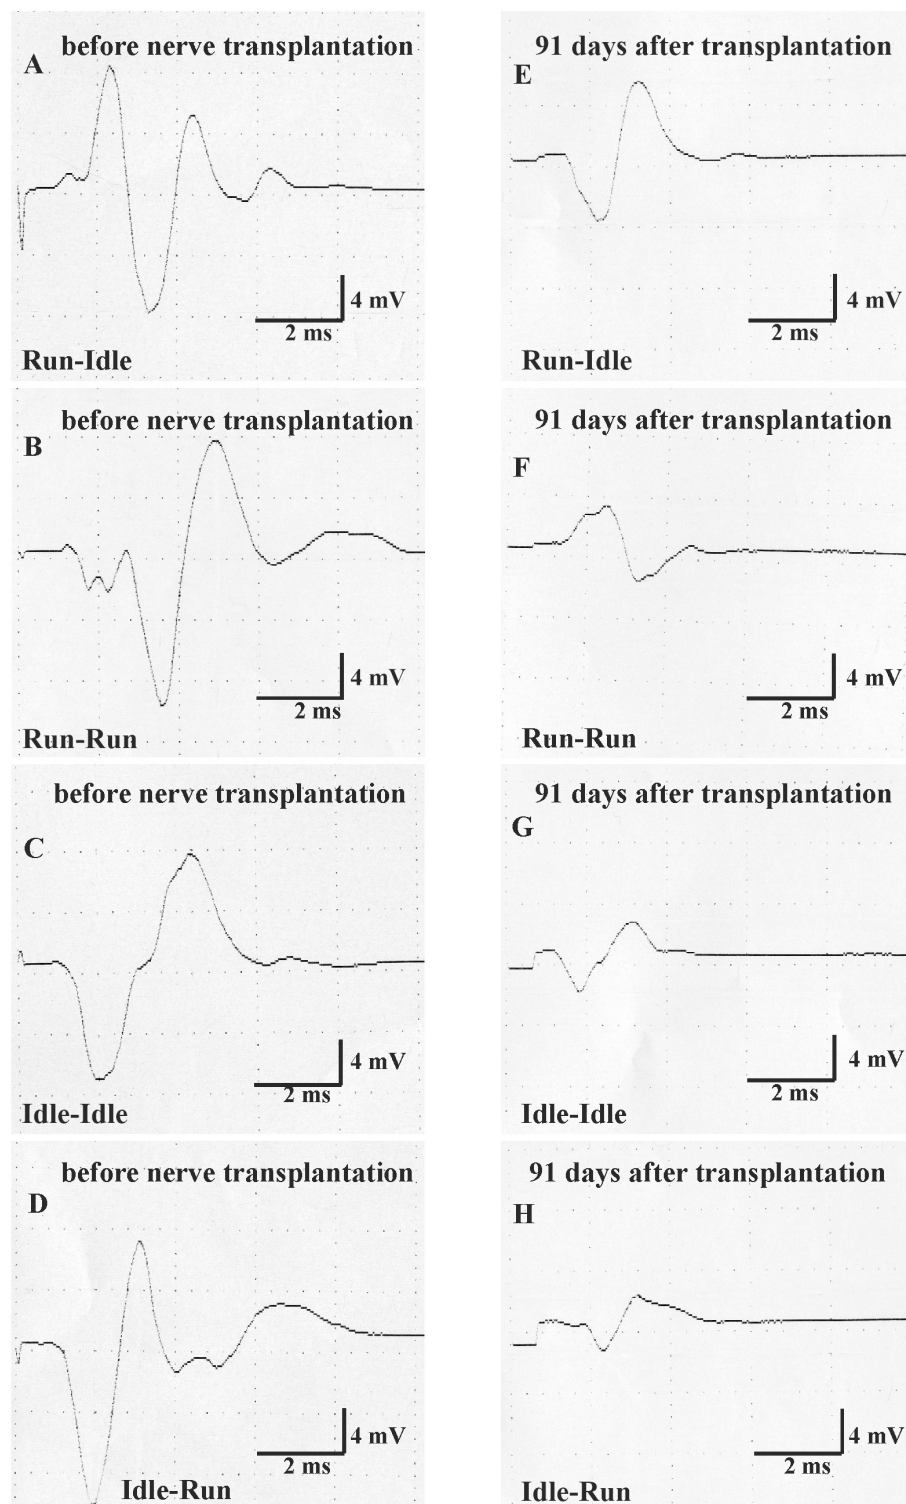 before nerve transplantation
A
4 mV
2 ms
Run-Idle
91 days after transplantation
E
4 mV
2 ms
Run-Idle
before nerve transplantation
B
4 mV
2 ms
Run-Run
91 days after transplantation
F
4 mV
2 ms
Run-Run
before nerve transplantation
C
4 mV
2 ms
Idle-Idle
91 days after transplantation
G
4 mV
2 ms
Idle-Idle
before nerve transplantation
D
4 mV
2 ms
Idle-Run
91 days after transplantation
H
4 mV
2 ms
Idle-Run